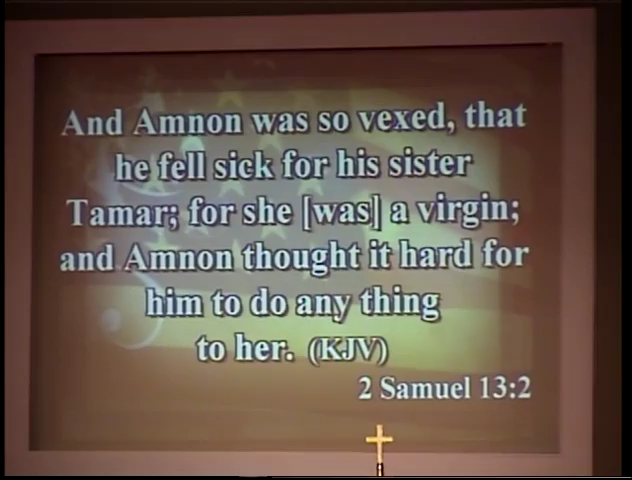 And Amnon was so vexed, that
he fell sick for his sister
Tamar; for she [was] a virgin;
and Amnon thought it hard for
him to do any thing
to her. (KJV)
2 Samuel 13:2